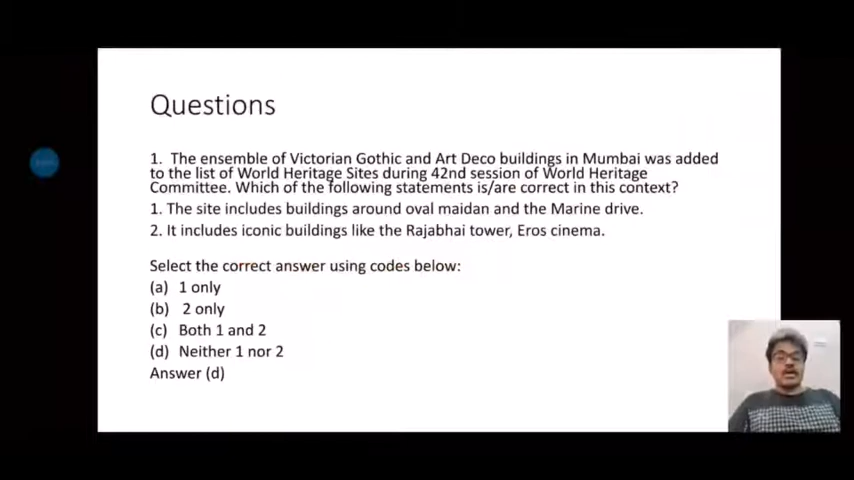 Questions
1. The ensemble of Victorian Gothic and Art Deco buildings in Mumbai was added
to the list of World Heritage Sites during 42nd session of World Heritage
Committee. Which of the following statements is/are correct in this context?
1. The site includes buildings around oval maidan and the Marine drive.
2. It includes iconic buildings like the Rajabhai tower, Eros cinema.
Select the correct answer using codes below:
(a) 1 only
(b) 2 only
(c) Both 1 and 2
(d) Neither 1 nor 2
Answer (d)